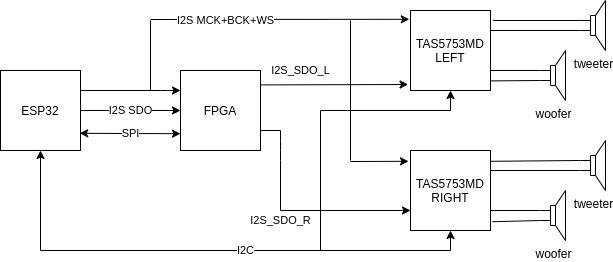 I2S MCK+BCK+WS
TAS5753MD
LEFT
tweeter
I2S_SDO_L
woofer
ESP32
I2S SDO
FPGA
SPI
TAS5753MD
RIGHT
tweeter
I2S_SDO_R
woofer
I2C